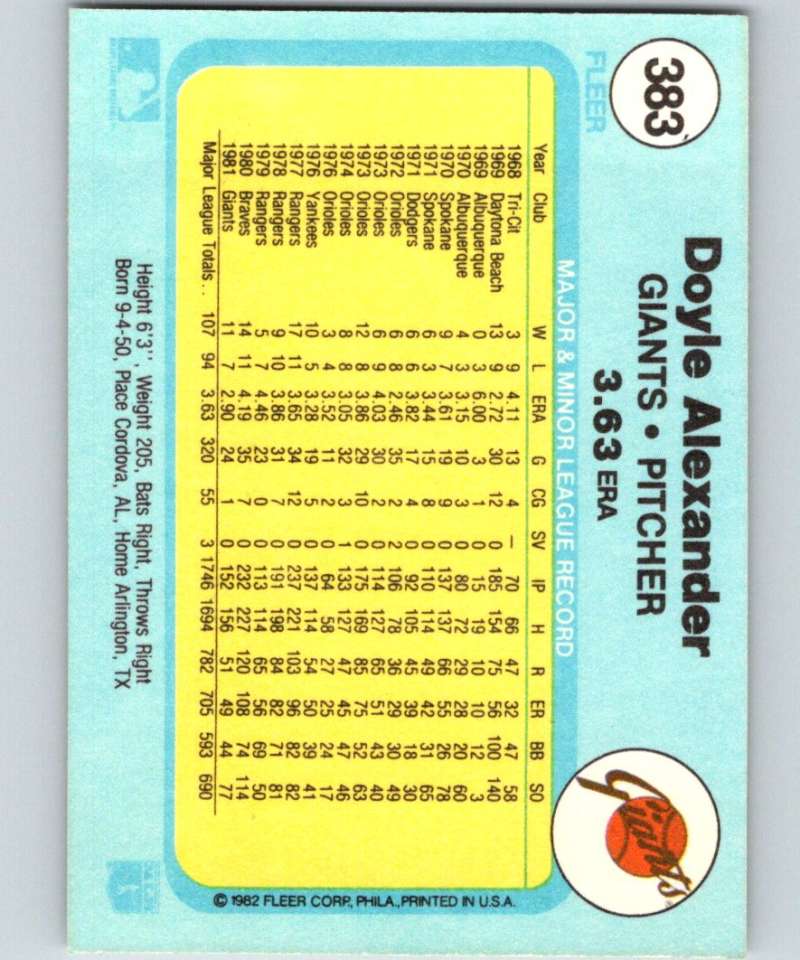 383
FLEER
Doyle Alexander
GIANTS • PITCHER
3.63 ERA
Giants
MAJOR & MINOR LEAGUE RECORD
Year Club W L ERA G CG SV IP H R ER BB SO
1968 Tri-Cit 3 9 4.11 13 4 — 70 66 47 32 47 58
1969 Daytona Beach 13 9 2.72 30 12 0 185 154 75 56 100 140
1969 Albuquerque 0 3 6.00 3 1 0 15 19 10 10 12 3
1970 Albuquerque 4 3 3.15 10 3 0 80 72 29 28 20 60
1970 Spokane 9 7 3.61 19 9 0 137 137 66 55 26 78
1971 Spokane 6 3 3.44 15 8 0 110 114 49 42 31 65
1971 Dodgers 6 6 3.82 17 4 0 92 105 45 39 18 30
1972 Orioles 6 8 2.46 35 2 2 106 78 36 29 30 49
1973 Orioles 6 9 4.03 30 2 0 114 127 65 51 43 40
1973 Orioles 12 8 3.86 29 10 0 175 169 85 75 52 63
1974 Orioles 8 8 3.05 32 3 1 133 127 47 45 47 46
1976 Orioles 3 4 3.52 11 2 0 64 58 27 25 24 17
1976 Yankees 10 5 3.28 19 5 0 137 114 54 50 39 41
1977 Rangers 17 11 3.65 34 12 0 237 221 103 96 82 82
1978 Rangers 9 10 3.86 31 7 0 191 198 84 82 71 81
1979 Rangers 5 7 4.46 23 0 0 113 114 65 56 69 50
1980 Braves 14 11 4.19 35 7 0 232 227 120 108 74 114
1981 Giants 11 7 2.90 24 1 0 152 156 51 49 44 77
Major League Totals... 107 94 3.63 320 55 3 1746 1694 782 705 593 690
Height 6'3'', Weight 205, Bats Right, Throws Right
Born 9-4-50, Place Cordova, AL, Home Arlington, TX
© 1982 FLEER CORP., PHILA., PRINTED IN U.S.A.